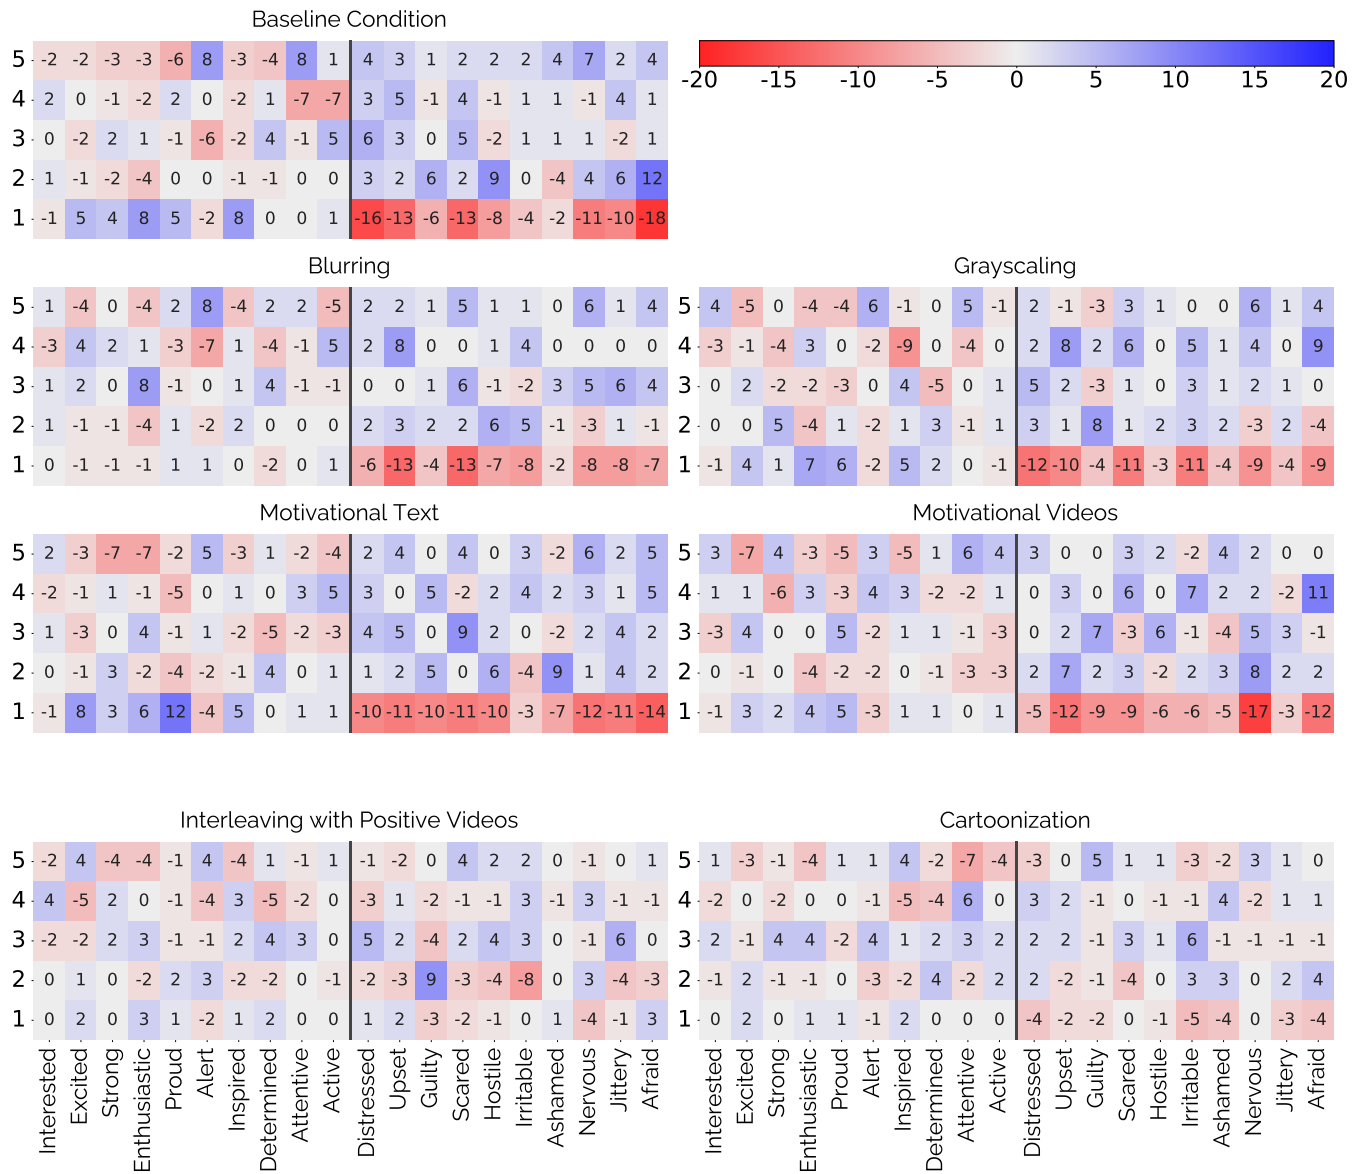 Baseline Condition
5 -2 -2 -3 -3 -6 8 -3 -4 8 1 4 3 1 2 2 2 4 7 2 4
4 2 0 -1 -2 2 0 -2 1 -7 -7 3 5 -1 4 -1 1 1 -1 4 1
3 0 -2 2 1 -1 -6 -2 4 -1 5 6 3 0 5 -2 1 1 1 -2 1
2 1 -1 -2 -4 0 0 -1 -1 0 0 3 2 6 2 9 0 -4 4 6 12
1 -1 5 4 8 5 -2 8 0 0 1 -16 -13 -6 -13 -8 -4 -2 -11 -10 -18
-20 -15 -10 -5 0 5 10 15 20
Blurring
5 1 -4 0 -4 2 8 -4 2 2 -5 2 2 1 5 1 1 0 6 1 4
4 -3 4 2 1 -3 -7 1 -4 -1 5 2 8 0 0 1 4 0 0 0 0
3 1 2 0 8 -1 0 1 4 -1 -1 0 0 1 6 -1 -2 3 5 6 4
2 1 -1 -1 -4 1 -2 2 0 0 0 2 3 2 2 6 5 -1 -3 1 -1
1 0 -1 -1 -1 1 1 0 -2 0 1 -6 -13 -4 -13 -7 -8 -2 -8 -8 -7
Grayscaling
5 4 -5 0 -4 -4 6 -1 0 5 -1 2 -1 -3 3 1 0 0 6 1 4
4 -3 -1 -4 3 0 -2 -9 0 -4 0 2 8 2 6 0 5 1 4 0 9
3 0 2 -2 -2 -3 0 4 -5 0 1 5 2 -3 1 0 3 1 2 1 0
2 0 0 5 -4 1 -2 1 3 -1 1 3 1 8 1 2 3 2 -3 2 -4
1 -1 4 1 7 6 -2 5 2 0 -1 -12 -10 -4 -11 -3 -11 -4 -9 -4 -9
Motivational Text
5 2 -3 -7 -7 -2 5 -3 1 -2 -4 2 4 0 4 0 3 -2 6 2 5
4 -2 -1 1 -1 -5 0 1 0 3 5 3 0 5 -2 2 4 2 3 1 5
3 1 -3 0 4 -1 1 -2 -5 -2 -3 4 5 0 9 2 0 -2 2 4 2
2 0 -1 3 -2 -4 -2 -1 4 0 1 1 2 5 0 6 -4 9 1 4 2
1 -1 8 3 6 12 -4 5 0 1 1 -10 -11 -10 -11 -10 -3 -7 -12 -11 -14
Motivational Videos
5 3 -7 4 -3 -5 3 -5 1 6 4 3 0 0 3 2 -2 4 2 0 0
4 1 1 -6 3 -3 4 3 -2 -2 1 0 3 0 6 0 7 2 2 -2 11
3 -3 4 0 0 5 -2 1 1 -1 -3 0 2 7 -3 6 -1 -4 5 3 -1
2 0 -1 0 -4 -2 -2 0 -1 -3 -3 2 7 2 3 -2 2 3 8 2 2
1 -1 3 2 4 5 -3 1 1 0 1 -5 -12 -9 -9 -6 -6 -5 -17 -3 -12
Interleaving with Positive Videos
5 -2 4 -4 -4 -1 4 -4 1 -1 1 -1 -2 0 4 2 2 0 -1 0 1
4 4 -5 2 0 -1 -4 3 -5 -2 0 -3 1 -2 -1 -1 1 -1 3 -1 -1
3 -2 -2 2 3 -1 -1 2 4 3 0 5 2 -4 2 4 3 0 -1 6 0
2 0 1 0 -2 2 3 -2 -2 0 -1 -2 -3 9 -3 -4 -8 0 3 -4 -3
1 0 2 0 3 1 -2 1 2 0 0 1 2 -3 -2 -1 0 1 -4 -1 3
Interested Excited Strong Enthusiastic Proud Alert Inspired Determined Attentive Active Distressed Upset Guilty Scared Hostile Irritable Ashamed Nervous Jittery Afraid
Cartoonization
5 1 -3 -1 -4 1 1 4 -2 -7 -4 -3 0 5 1 1 -3 -2 3 1 0
4 -2 0 -2 0 0 -1 -5 -4 6 0 3 2 -1 0 -1 -1 4 -2 1 1
3 2 -1 4 4 -2 4 1 2 3 2 2 2 -1 3 1 6 -1 -1 -1 -1
2 -1 2 -1 -1 0 -3 -2 4 -2 2 2 -2 -1 -4 0 3 3 0 2 4
1 0 2 0 1 1 -1 2 0 0 0 -4 -2 -2 0 -1 -5 -4 0 -3 -4
Interested Excited Strong Enthusiastic Proud Alert Inspired Determined Attentive Active Distressed Upset Guilty Scared Hostile Irritable Ashamed Nervous Jittery Afraid